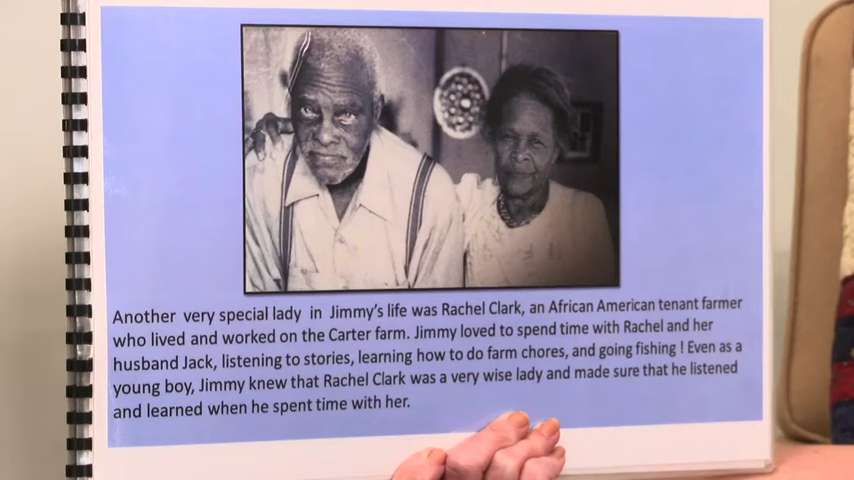 Another very special lady in Jimmy's life was Rachel Clark, an African American tenant farmer
who lived and worked on the Carter farm. Jimmy loved to spend time with Rachel and her
husband Jack, listening to stories, learning how to do farm chores, and going fishing ! Even as a
young boy, Jimmy knew that Rachel Clark was a very wise lady and made sure that he listened
and learned when he spent time with her.